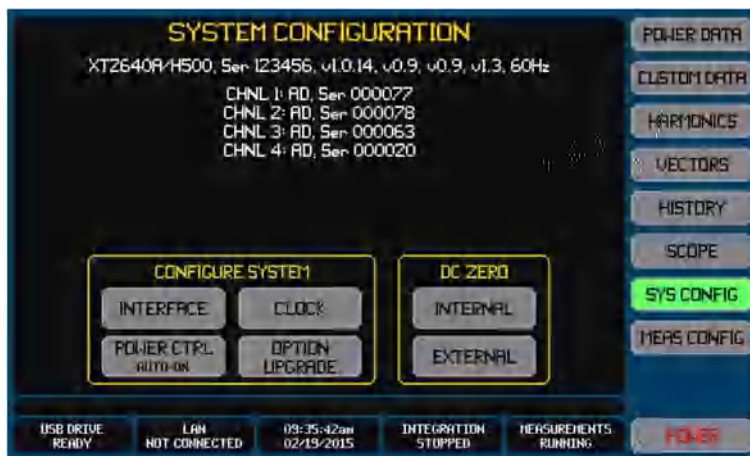 SYSTEM CONFIGURATION
XT2640A/H500, Ser 123456, v1.0.14, v0.9, v0.9, v1.3, 60Hz
CHNL 1: AD, Ser 000077
CHNL 2: AD, Ser 000078
CHNL 3: AD, Ser 000063
CHNL 4: AD, Ser 000020
CONFIGURE SYSTEM
INTERFACE
CLOCK
POWER CTRL
AUTO-ON
OPTION
UPGRADE
DC ZERO
INTERNAL
EXTERNAL
POWER DATA
CUSTOM DATA
HARMONICS
VECTORS
HISTORY
SCOPE
SYS CONFIG
MEAS CONFIG
USB DRIVE
READY
LAN
NOT CONNECTED
09:35:42am
02/19/2015
INTEGRATION
STOPPED
MEASUREMENTS
RUNNING
POWER